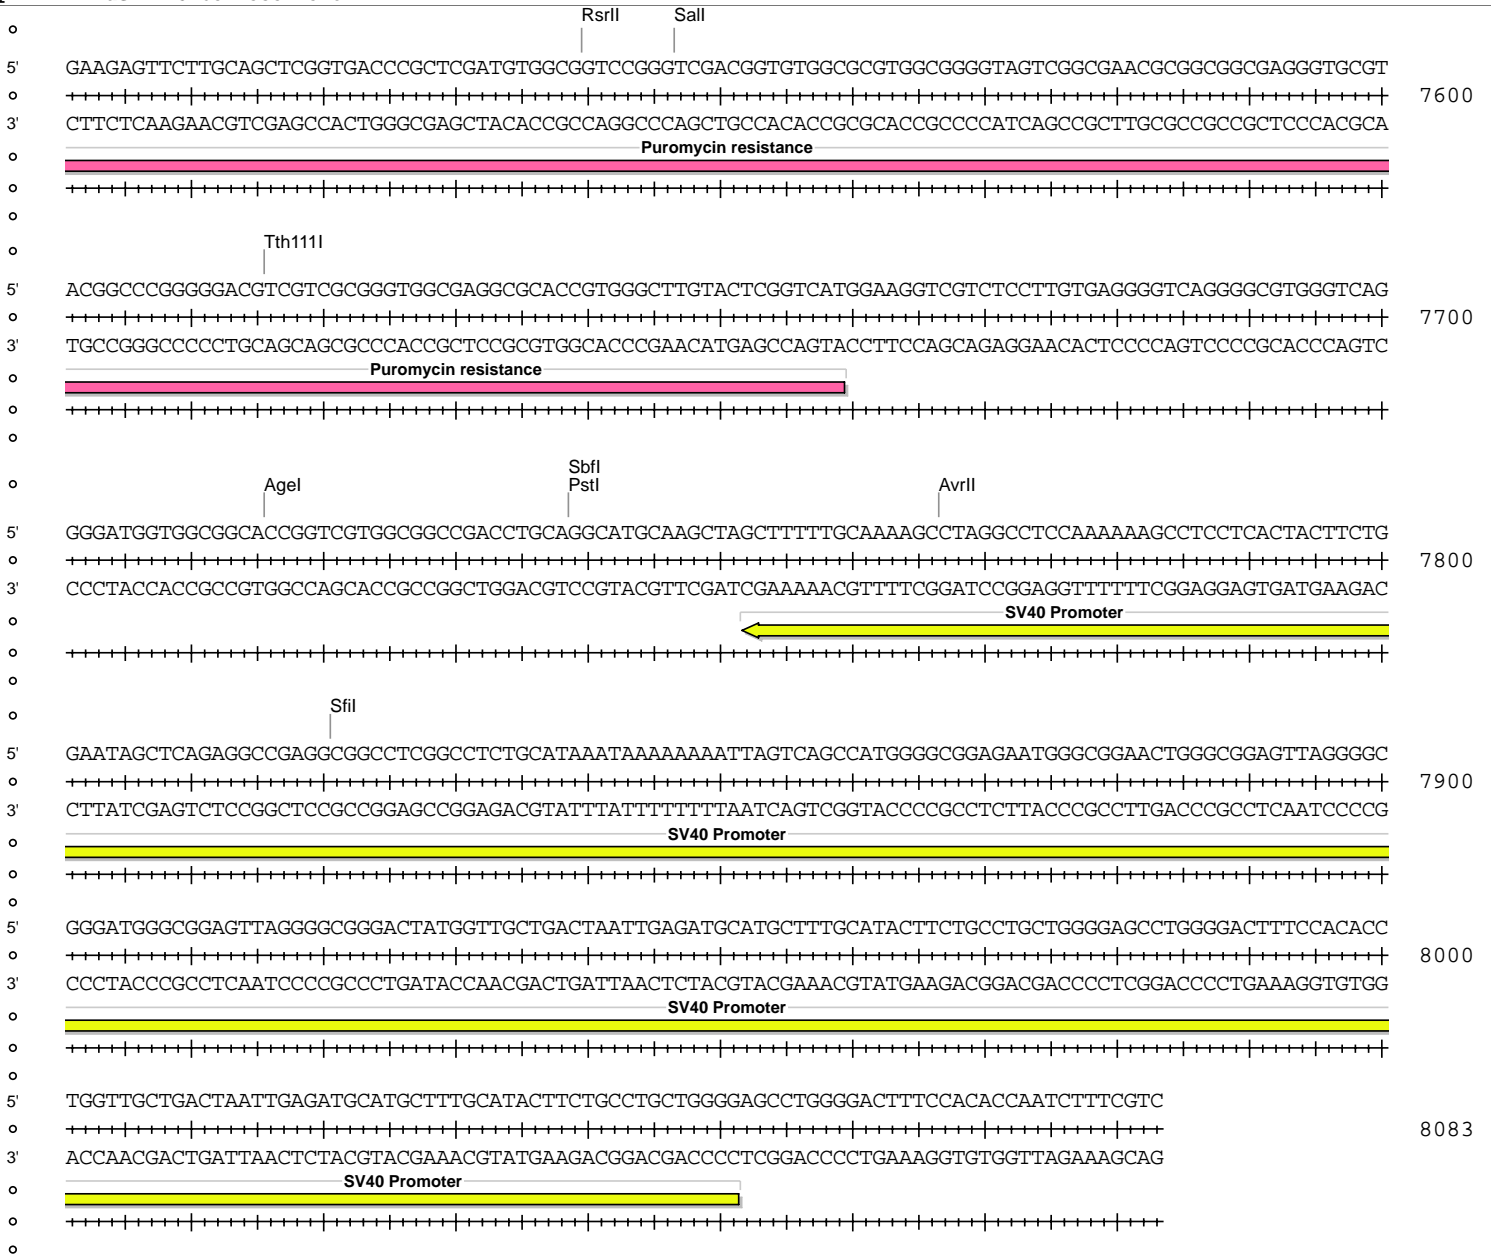 RsrII SalI
5' GAAGAGTTCTTGCAGCTCGGTGACCCGCTCGATGTGGCGGTCCGGGTCGACGGTGTGGCGCGTGGCGGGGTAGTCGGCGAACGCGGCGGCGAGGGTGCGT
7600
3' CTTCTCAAGAACGTCGAGCCACTGGGCGAGCTACACCGCCAGGCCCAGCTGCCACACCGCGCACCGCCCCATCAGCCGCTTGCGCCGCCGCTCCCACGCA
Puromycin resistance
Tth111I
5' ACGGCCCGGGGGACGTCGTCGCGGGTGGCGAGGCGCACCGTGGGCTTGTACTCGGTCATGGAAGGTCGTCTCCTTGTGAGGGGTCAGGGGCGTGGGTCAG
7700
3' TGCCGGGCCCCCTGCAGCAGCGCCCACCGCTCCGCGTGGCACCCGAACATGAGCCAGTACCTTCCAGCAGAGGAACACTCCCCAGTCCCCGCACCCAGTC
Puromycin resistance
SbfI
AgeI PstI AvrII
5' GGGATGGTGGCGGCACCGGTCGTGGCGGCCGACCTGCAGGCATGCAAGCTAGCTTTTTGCAAAAGCCTAGGCCTCCAAAAAAGCCTCCTCACTACTTCTG
7800
3' CCCTACCACCGCCGTGGCCAGCACCGCCGGCTGGACGTCCGTACGTTCGATCGAAAAACGTTTTCGGATCCGGAGGTTTTTTCGGAGGAGTGATGAAGAC
SV40 Promoter
SfiI
5' GAATAGCTCAGAGGCCGAGGCGGCCTCGGCCTCTGCATAAATAAAAAAAATTAGTCAGCCATGGGGCGGAGAATGGGCGGAACTGGGCGGAGTTAGGGGC
7900
3' CTTATCGAGTCTCCGGCTCCGCCGGAGCCGGAGACGTATTTATTTTTTTTAATCAGTCGGTACCCCGCCTCTTACCCGCCTTGACCCGCCTCAATCCCCG
SV40 Promoter
5' GGGATGGGCGGAGTTAGGGGCGGGACTATGGTTGCTGACTAATTGAGATGCATGCTTTGCATACTTCTGCCTGCTGGGGAGCCTGGGGACTTTCCACACC
8000
3' CCCTACCCGCCTCAATCCCCGCCCTGATACCAACGACTGATTAACTCTACGTACGAAACGTATGAAGACGGACGACCCCTCGGACCCCTGAAAGGTGTGG
SV40 Promoter
5' TGGTTGCTGACTAATTGAGATGCATGCTTTGCATACTTCTGCCTGCTGGGGAGCCTGGGGACTTTCCACACCAATCTTTCGTC
8083
3' ACCAACGACTGATTAACTCTACGTACGAAACGTATGAAGACGGACGACCCCTCGGACCCCTGAAAGGTGTGGTTAGAAAGCAG
SV40 Promoter